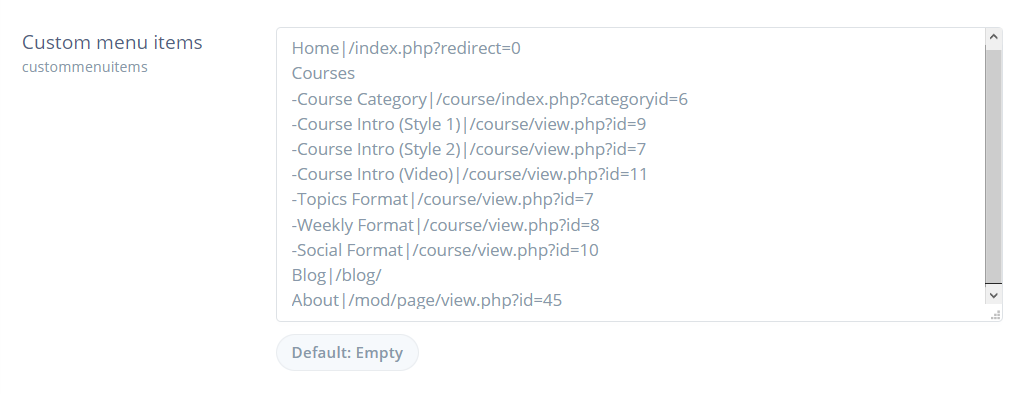 Custom menu items
custommenuitems
Home|/index.php?redirect=0
Courses
-Course Category|/course/index.php?categoryid=6
-Course Intro (Style 1)|/course/view.php?id=9
-Course Intro (Style 2)|/course/view.php?id=7
-Course Intro (Video)|/course/view.php?id=11
-Topics Format|/course/view.php?id=7
-Weekly Format|/course/view.php?id=8
-Social Format|/course/view.php?id=10
Blog|/blog/
About|/mod/page/view.php?id=45
Default: Empty